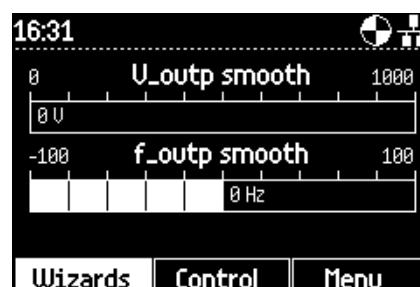 16:31
0 V_outp smooth 1000
0 V
-100 f_outp smooth 100
0 Hz
Wizards Control Menu